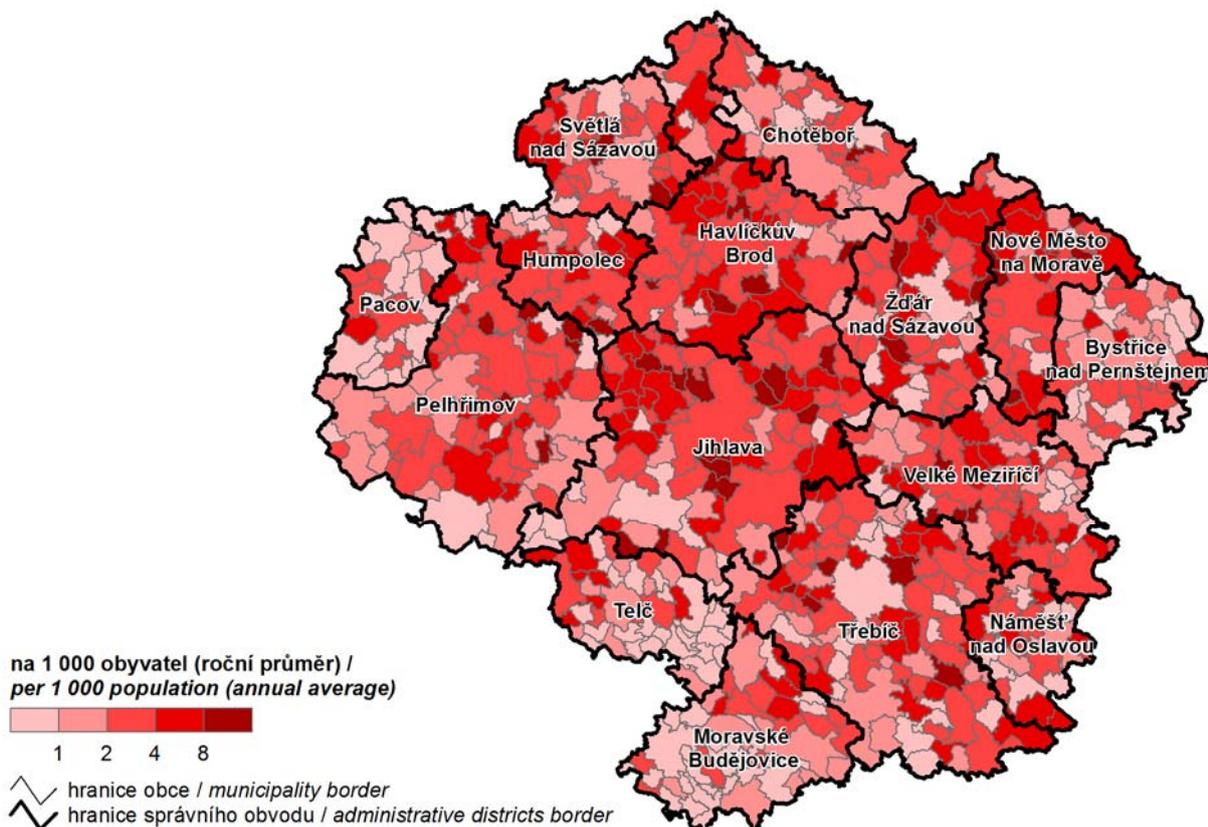 Světlá
nad Sázavou
Chotěboř
Havlíčkův
Brod
Humpolec
Nové Město
na Moravě
Pacov
Žďár
nad Sázavou
Bystřice
nad Pernštejnem
Pelhřimov
Jihlava
Velké Meziříčí
Telč
Třebíč
Náměšť
nad Oslavou
Moravské
Budějovice
na 1 000 obyvatel (roční průměr) /
per 1 000 population (annual average)
1 2 4 8
hranice obce / municipality border
hranice správního obvodu / administrative districts border